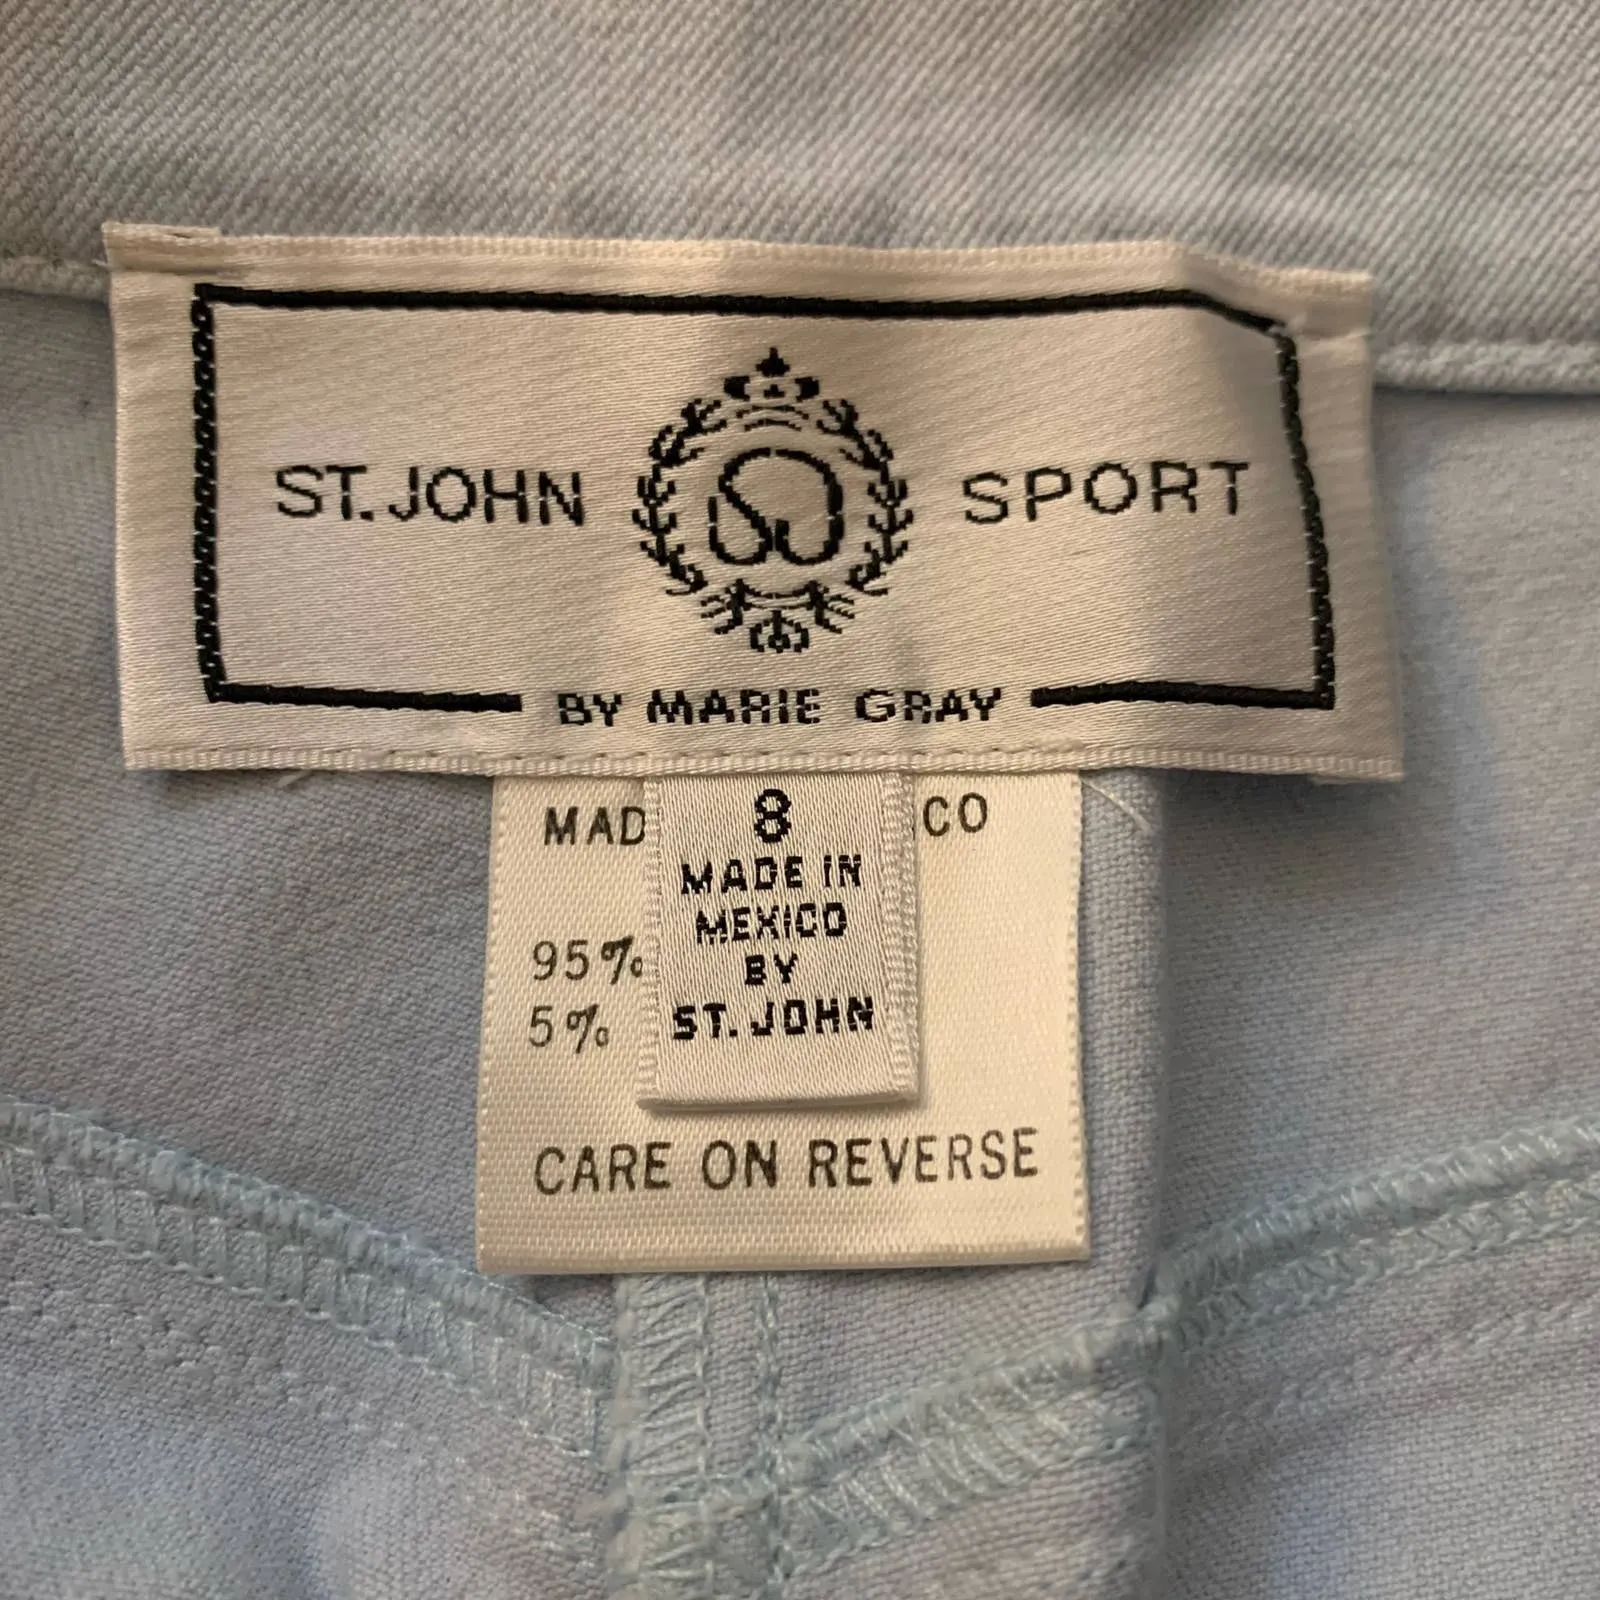 ST. JOHN SJ SPORT
BY MARIE GRAY
8
MADE IN
MEXICO
BY
ST. JOHN
MAD CO
95%
5%
CARE ON REVERSE